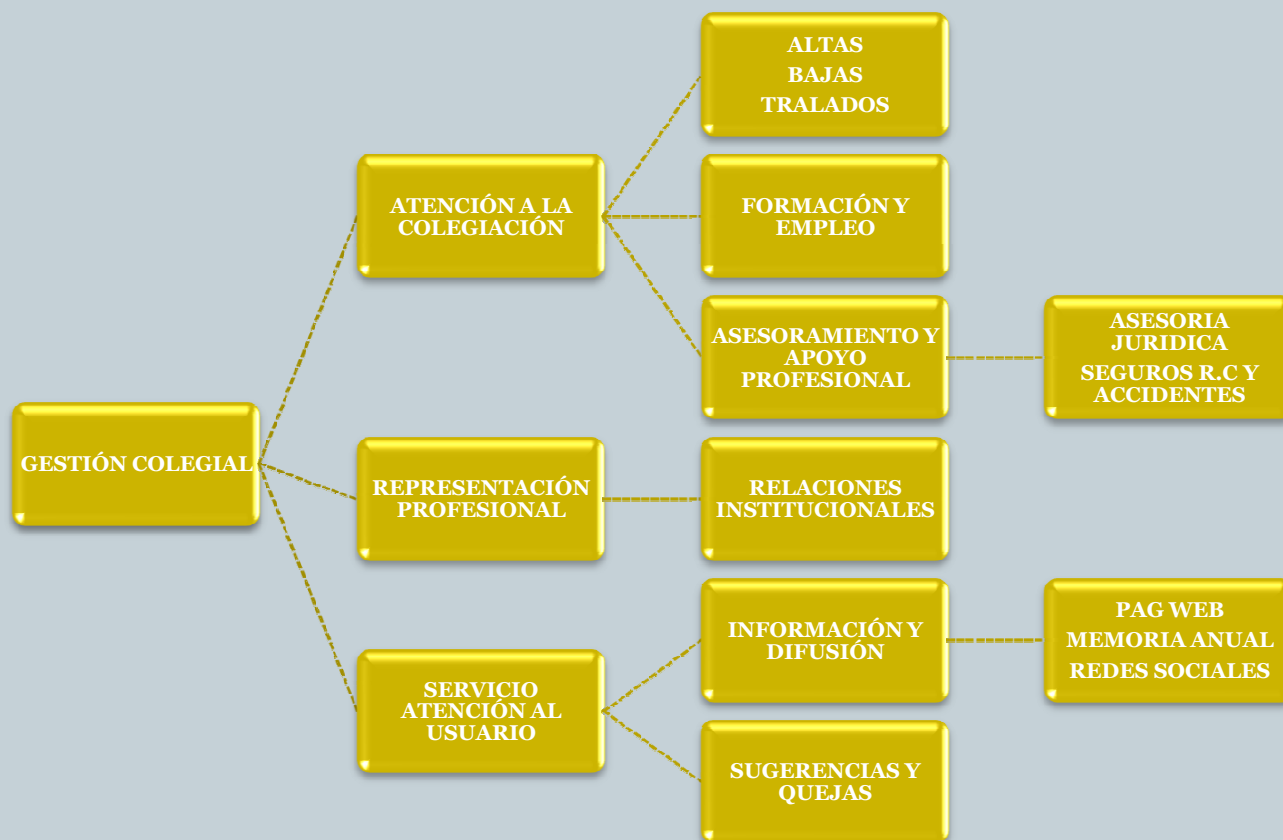 GESTIÓN COLEGIAL
ATENCIÓN A LA
COLEGIACIÓN
ALTAS
BAJAS
TRALADOS
FORMACIÓN Y
EMPLEO
ASESORAMIENTO Y
APOYO
PROFESIONAL
ASESORIA
JURIDICA
SEGUROS R.C Y
ACCIDENTES
REPRESENTACIÓN
PROFESIONAL
RELACIONES
INSTITUCIONALES
SERVICIO
ATENCIÓN AL
USUARIO
INFORMACIÓN Y
DIFUSIÓN
PAG WEB
MEMORIA ANUAL
REDES SOCIALES
SUGERENCIAS Y
QUEJAS